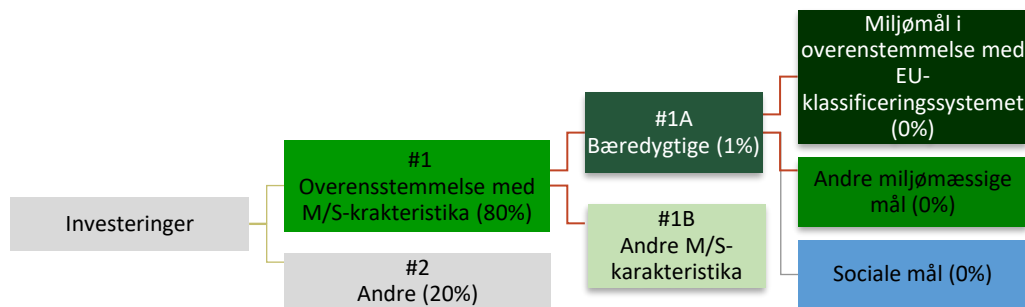 Investeringer
#1
Overensstemmelse med
M/S-krakteristika (80%)
#2
Andre (20%)
#1A
Bæredygtige (1%)
#1B
Andre M/S-
karakteristika
Miljømål i
overenstemmelse med
EU-
klassificeringssystemet
(0%)
Andre miljømæssige
mål (0%)
Sociale mål (0%)